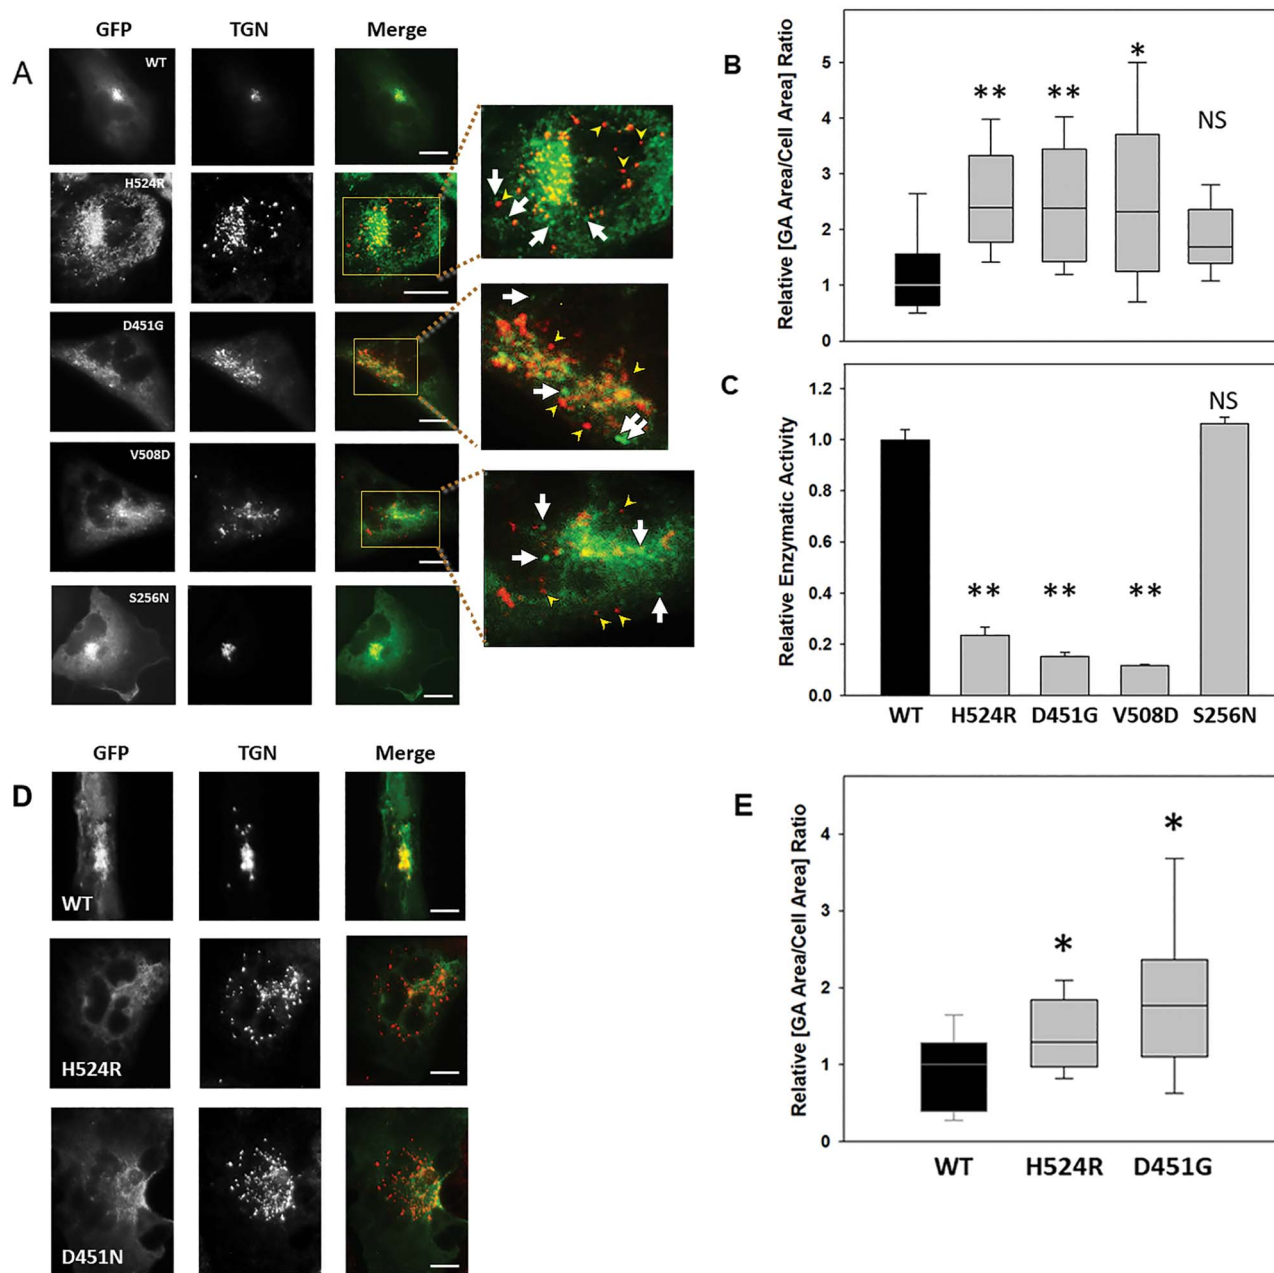 A
GFP TGN Merge
WT
H524R
D451G
V508D
S256N
B
Relative [GA Area/Cell Area] Ratio
5
4
3
2
1
0
** ** * NS
C
Relative Enzymatic Activity
1.2
1.0
0.8
0.6
0.4
0.2
0.0
** ** ** NS
WT H524R D451G V508D S256N
D
GFP TGN Merge
WT
H524R
D451N
E
Relative [GA Area/Cell Area] Ratio
4
3
2
1
0
* *
WT H524R D451G